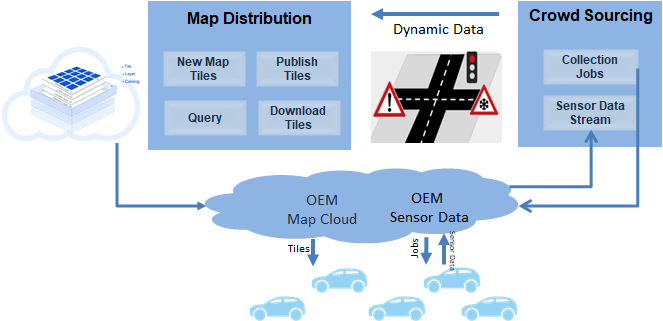 Map Distribution
New Map
Tiles
Publish
Tiles
Query
Download
Tiles
Dynamic Data
Crowd Sourcing
Collection
Jobs
Sensor Data
Stream
Tile
Layer
OEM
Map Cloud
OEM
Sensor Data
Tiles
Jobs
Sensor Data